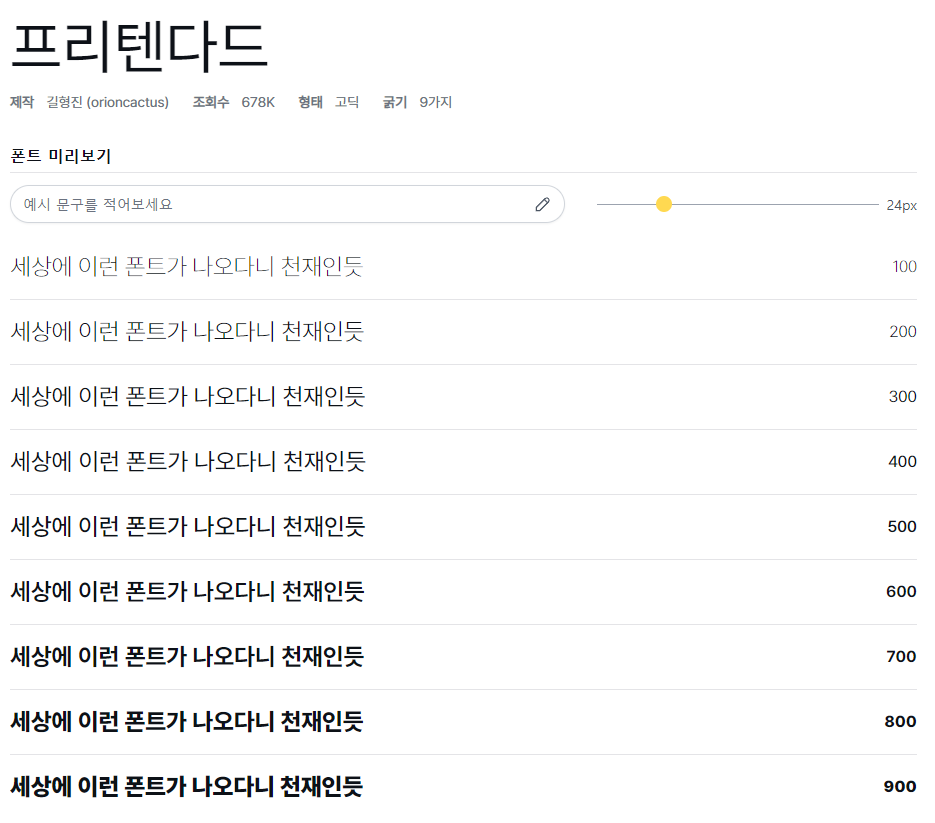 프리텐다드
제작 길형진 (orioncactus) 조회수 678K 형태 고딕 굵기 9가지
폰트 미리보기
예시 문구를 적어보세요 24px
세상에 이런 폰트가 나오다니 천재인듯 100
세상에 이런 폰트가 나오다니 천재인듯 200
세상에 이런 폰트가 나오다니 천재인듯 300
세상에 이런 폰트가 나오다니 천재인듯 400
세상에 이런 폰트가 나오다니 천재인듯 500
세상에 이런 폰트가 나오다니 천재인듯 600
세상에 이런 폰트가 나오다니 천재인듯 700
세상에 이런 폰트가 나오다니 천재인듯 800
세상에 이런 폰트가 나오다니 천재인듯 900